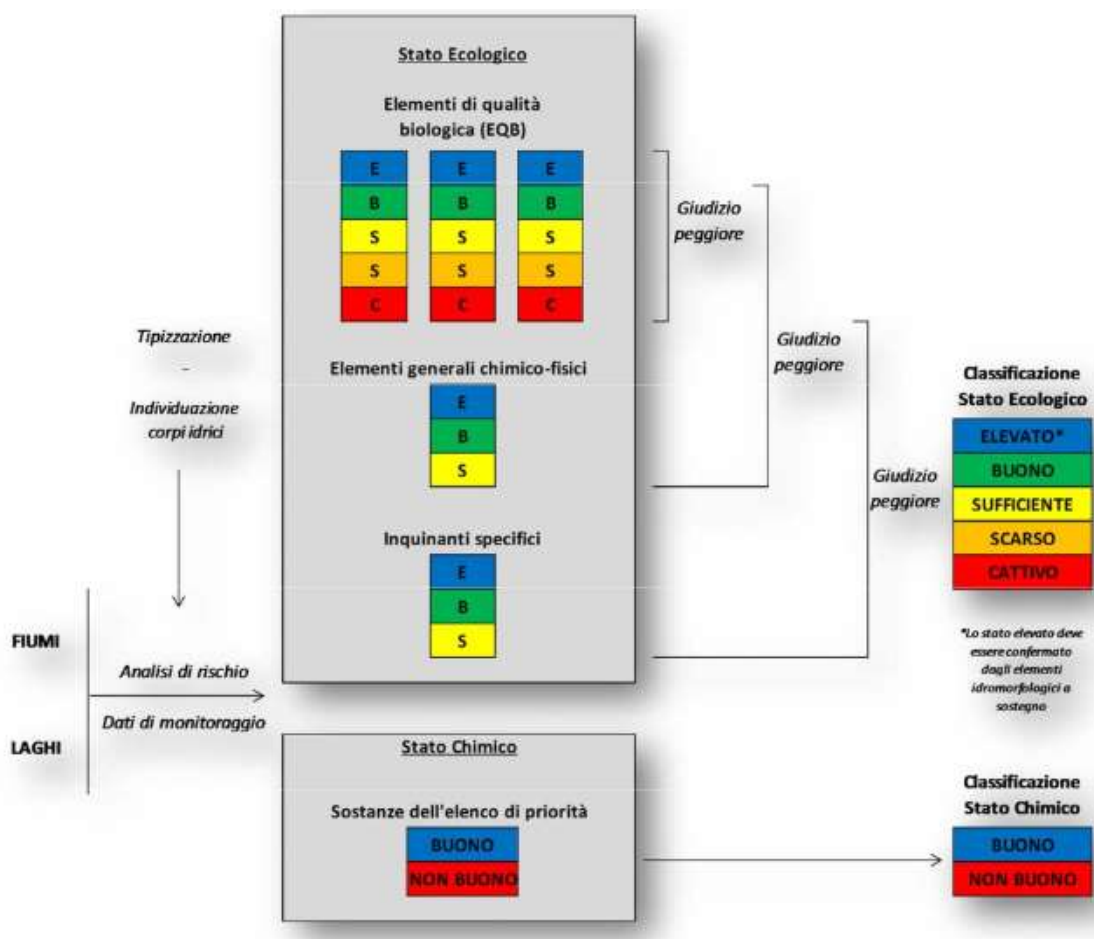 Stato Ecologico
Elementi di qualità
biologica (EQB)
E E E
B B B
S S S
S S S
C C C
Giudizio
peggiore
Elementi generali chimico-fisici
E
B
S
Giudizio
peggiore
Inquinanti specifici
E
B
S
Giudizio
peggiore
Tipizzazione
-
Individuazione
corpi idrici
FIUMI
LAGHI
Analisi di rischio
Dati di monitoraggio
Classificazione
Stato Ecologico
ELEVATO*
BUONO
SUFFICIENTE
SCARSO
CATTIVO
*Lo stato elevato deve
essere confermato
dagli elementi
idromorfologici a
sostegno
Stato Chimico
Sostanze dell'elenco di priorità
BUONO
NON BUONO
Classificazione
Stato Chimico
BUONO
NON BUONO